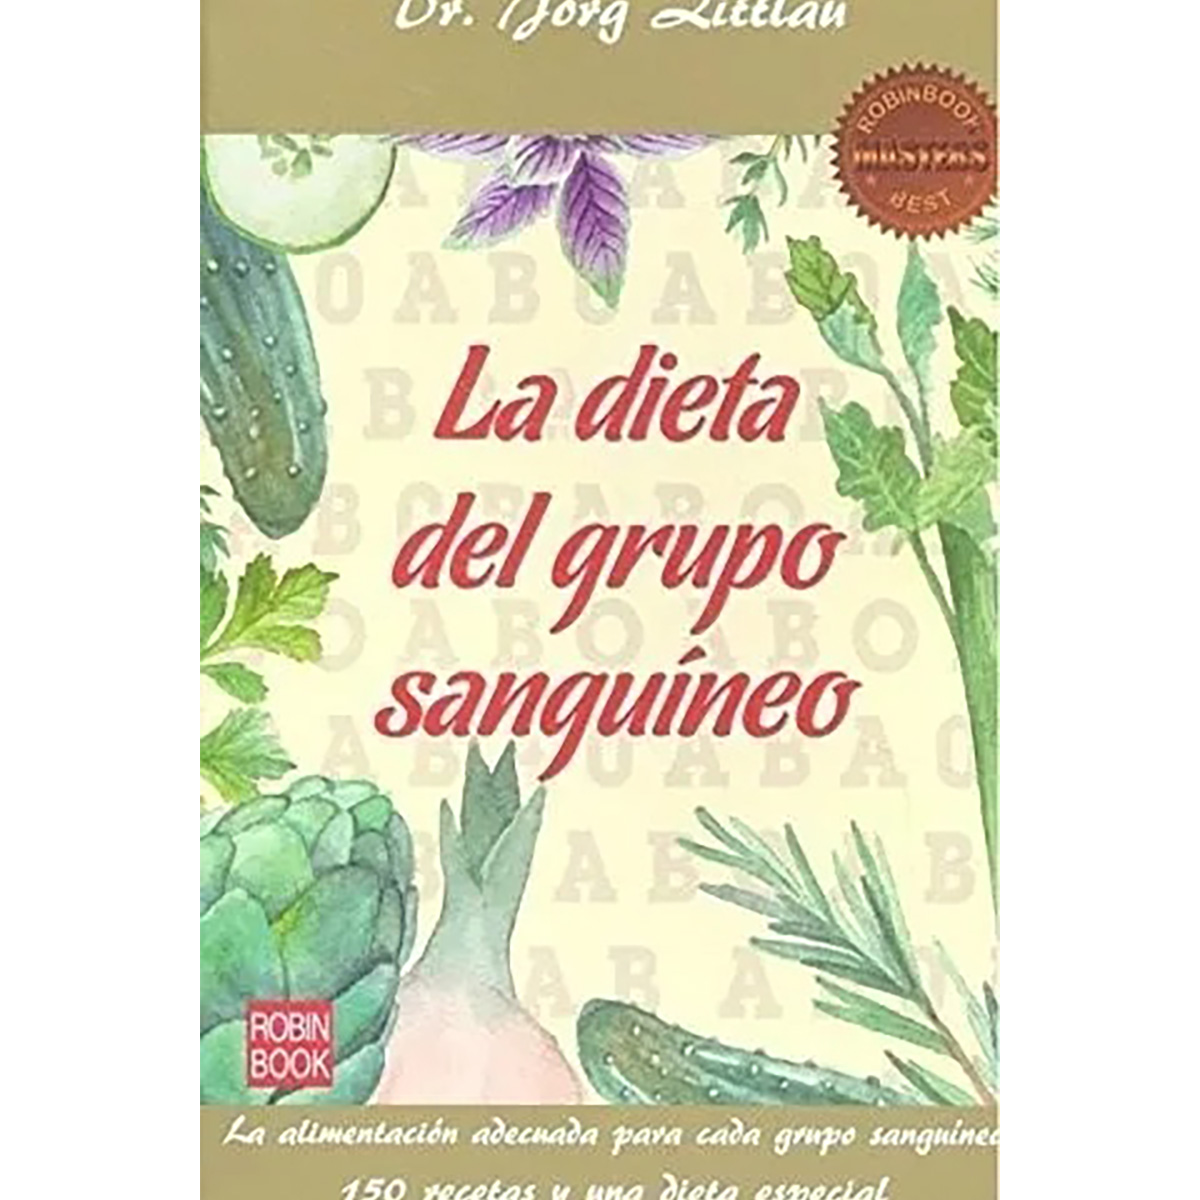 Dr. Jörg Zittlau
ROBINBOOK
MASTERS
BEST
La dieta
del grupo
sanguíneo
ROBIN
BOOK
La alimentación adecuada para cada grupo sanguíneo
150 recetas y una dieta especial